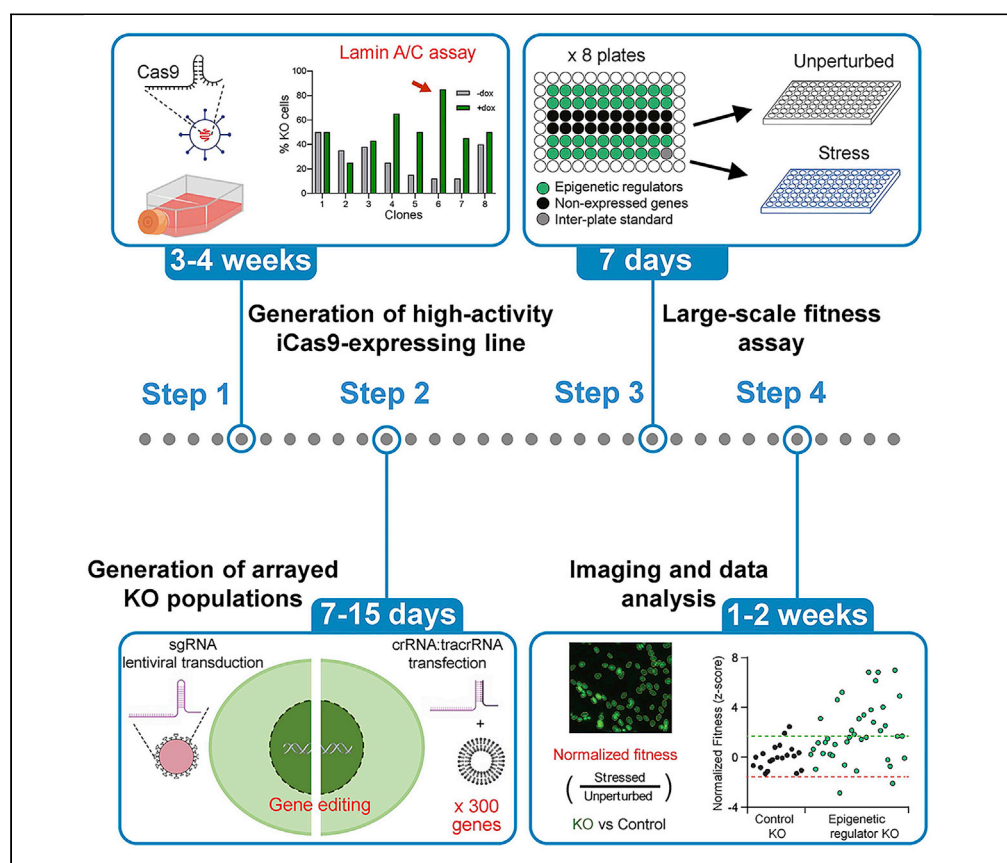 Cas9
Lamin A/C assay
% KO cells
100
80
60
40
20
0
-dox
+dox
1 2 3 4 5 6 7 8
Clones
3-4 weeks
x 8 plates
Unperturbed
Stress
Epigenetic regulators
Non-expressed genes
Inter-plate standard
7 days
Generation of high-activity
iCas9-expressing line
Large-scale fitness
assay
Step 1
Step 2
Step 3
Step 4
Generation of arrayed
KO populations
7-15 days
sgRNA
lentiviral transduction
crRNA:tracrRNA
transfection
+
Gene editing
x 300
genes
Imaging and data
analysis
1-2 weeks
Normalized fitness
( Stressed
Unperturbed )
KO vs Control
Normalized Fitness (z-score)
8
4
0
-4
Control
KO
Epigenetic
regulator KO